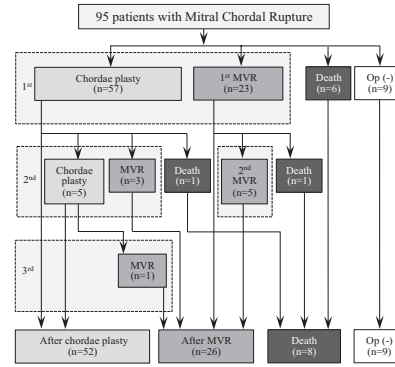 95 patients with Mitral Chordal Rupture
1st
Chordae plasty
(n=57)
1st MVR
(n=23)
Death
(n=6)
Op (-)
(n=9)
2nd
Chordae
plasty
(n=5)
MVR
(n=3)
Death
(n=1)
2nd
MVR
(n=5)
Death
(n=1)
3rd
MVR
(n=1)
After chordae plasty
(n=52)
After MVR
(n=26)
Death
(n=8)
Op (-)
(n=9)